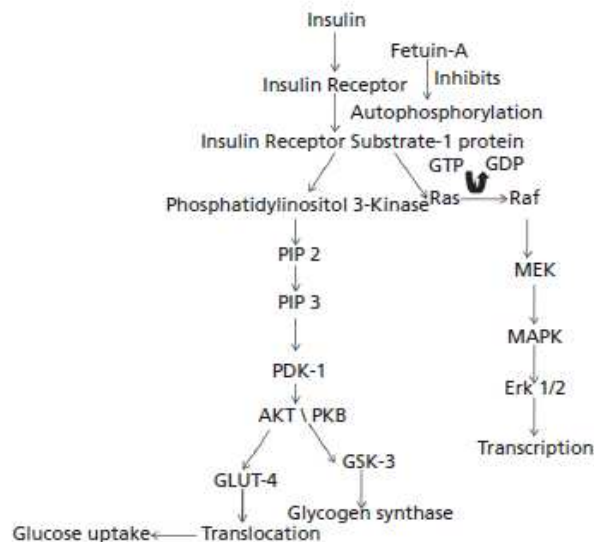 Insulin
Fetuin-A
Inhibits
Insulin Receptor
Autophosphorylation
Insulin Receptor Substrate-1 protein
GTP GDP
Phosphatidylinositol 3-Kinase Ras Raf
PIP 2
MEK
PIP 3
MAPK
PDK-1
Erk 1/2
AKT \ PKB
Transcription
GSK-3
GLUT-4
Glycogen synthase
Glucose uptake Translocation